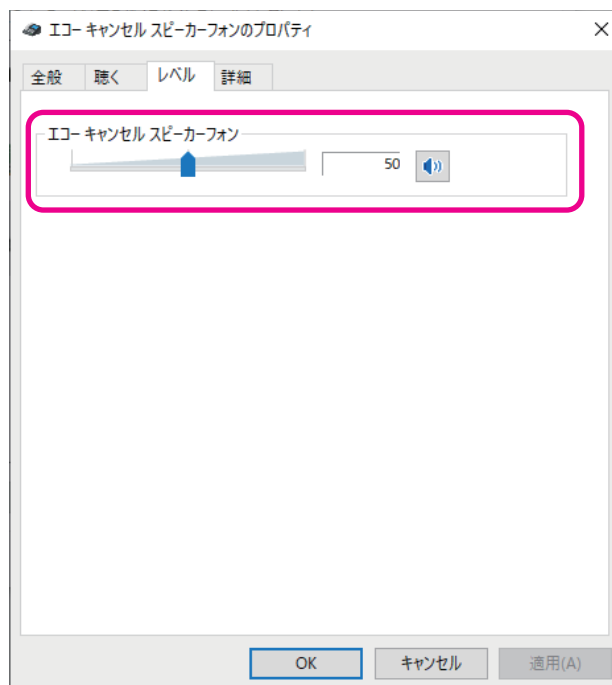 エコー キャンセル スピーカーフォンのプロパティ
全般 聴く レベル 詳細
エコー キャンセル スピーカーフォン
50
OK キャンセル 適用(A)